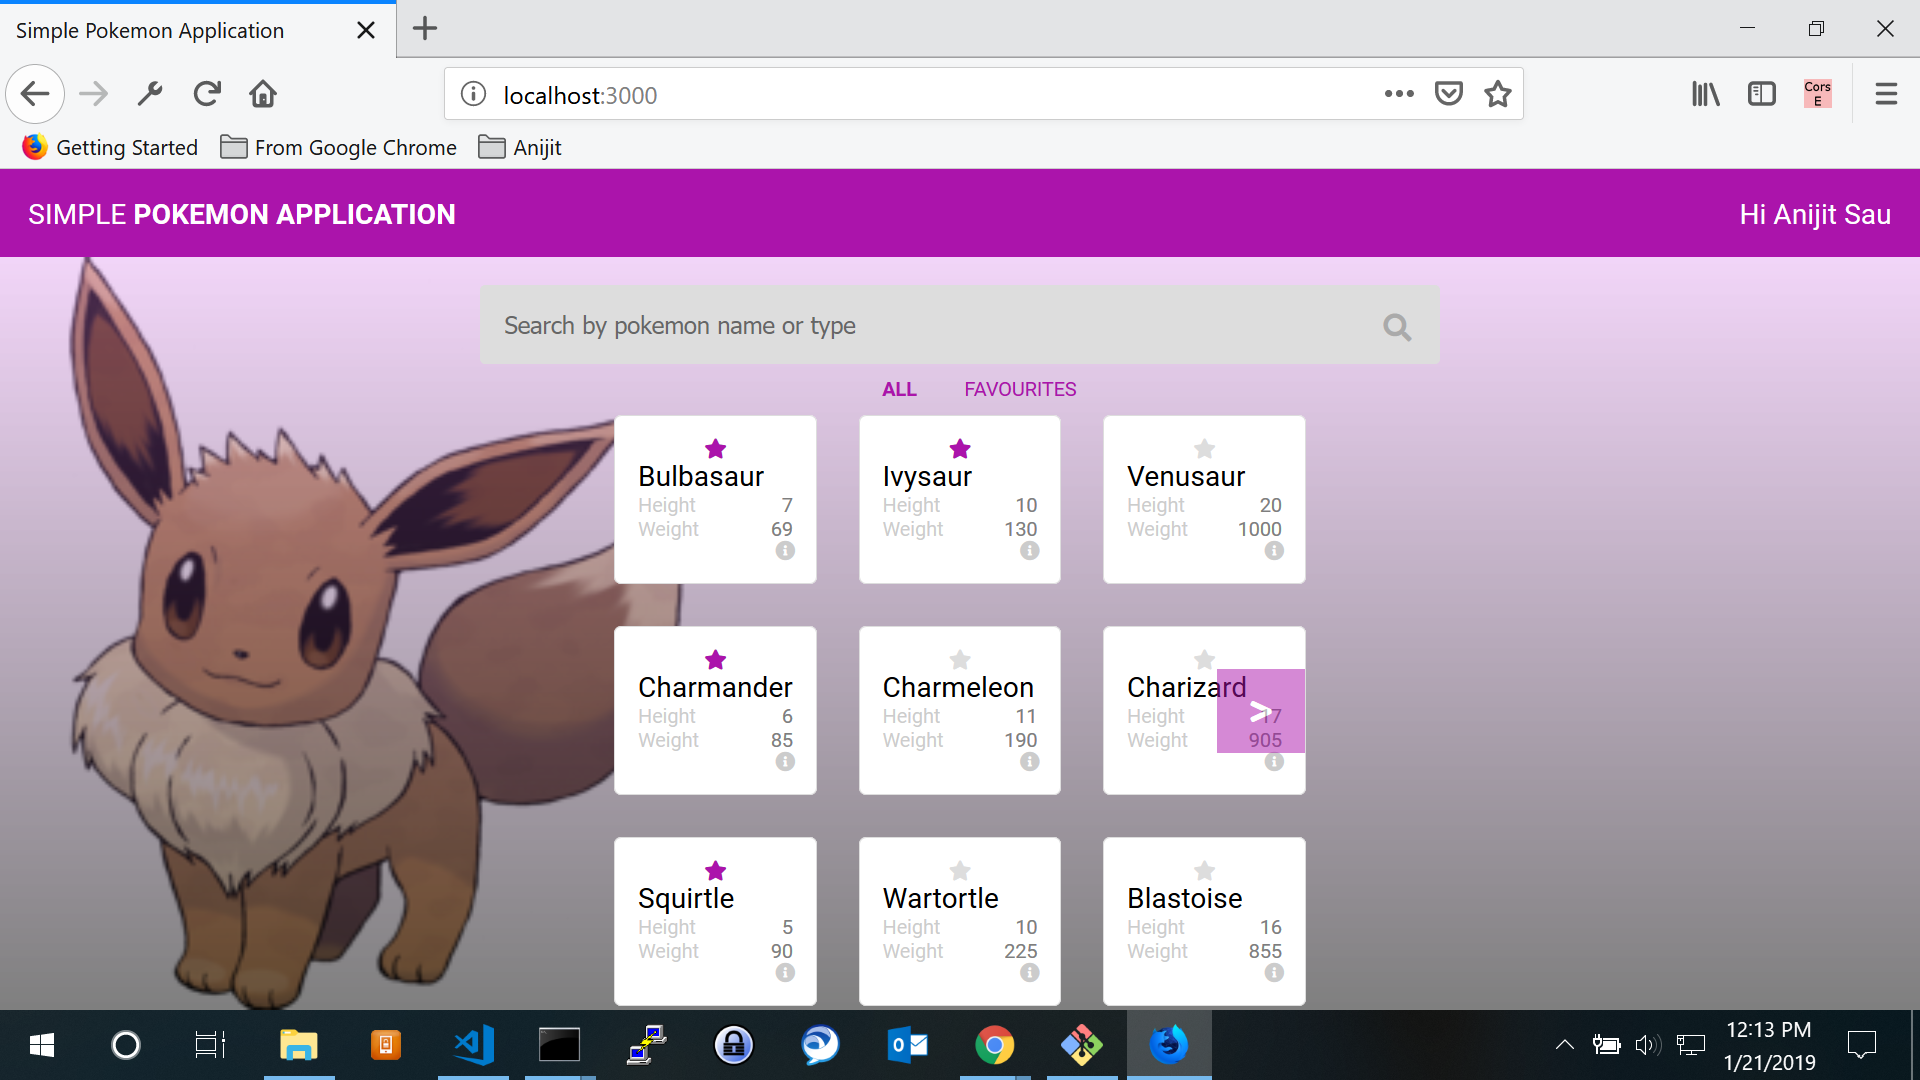 Simple Pokemon Application
localhost:3000
Cors
E
Getting Started From Google Chrome Anijit
SIMPLE POKEMON APPLICATION Hi Anijit Sau
Search by pokemon name or type
ALL FAVOURITES
Bulbasaur
Height 7
Weight 69
Ivysaur
Height 10
Weight 130
Venusaur
Height 20
Weight 1000
Charmander
Height 6
Weight 85
Charmeleon
Height 11
Weight 190
Charizard
Height 17
Weight 905
>
Squirtle
Height 5
Weight 90
Wartortle
Height 10
Weight 225
Blastoise
Height 16
Weight 855
12:13 PM
1/21/2019